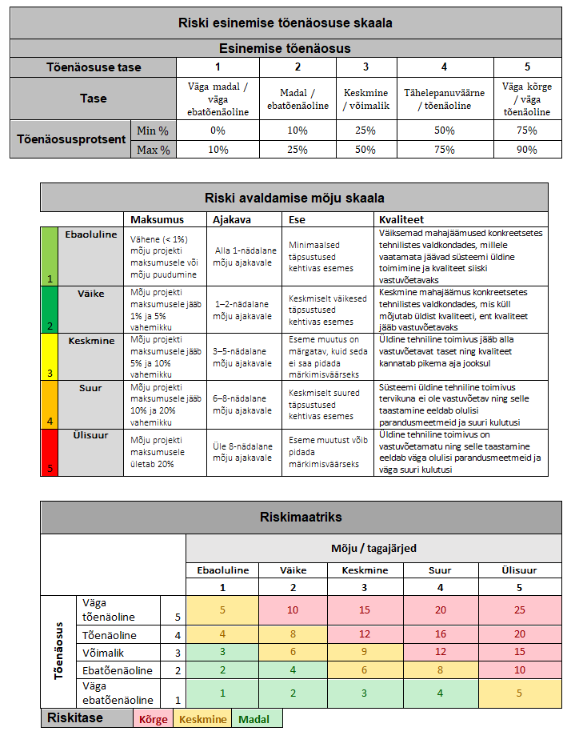 Riski esinemise tõenäosuse skaala
Esinemise tõenäosus
Tõenäosuse tase 1 2 3 4 5
Tase Väga madal / väga ebatõenäoline Madal / ebatõenäoline Keskmine / võimalik Tähelepanuväärne / tõenäoline Väga kõrge / väga tõenäoline
Tõenäosusprotsent Min % 0% 10% 25% 50% 75%
Max % 10% 25% 50% 75% 90%
Riski avaldamise mõju skaala
Maksumus Ajakava Ese Kvaliteet
1 Ebaoluline Vähene (< 1%) mõju projekti maksumusele või mõju puudumine Alla 1-nädalane mõju ajakavale Minimaalsed täpsustused kehtivas esemes Väiksemad mahajäämused konkreetsetes tehnilistes valdkondades, millele vaatamata jäävad süsteemi üldine toimimine ja kvaliteet siiski vastuvõetavaks
2 Väike Mõju projekti maksumusele jääb 1% ja 5% vahemikku 1–2-nädalane mõju ajakavale Keskmiselt väikesed täpsustused kehtivas esemes Keskmine mahajäämus konkreetsetes tehnilistes valdkondades, mis küll mõjutab üldist kvaliteeti, ent kvaliteet jääb vastuvõetavaks
3 Keskmine Mõju projekti maksumusele jääb 5% ja 10% vahemikku 3–5-nädalane mõju ajakavale Eseme muutus on märgatav, kuid seda ei saa pidada märkimisväärseks Üldine tehniline toimivus jääb alla vastuvõetavat taset ning kvaliteet kannatab pikema aja jooksul
4 Suur Mõju projekti maksumusele jääb 10% ja 20% vahemikku 6–8-nädalane mõju ajakavale Keskmiselt suured täpsustused kehtivas esemes Süsteemi üldine tehniline toimivus tervikuna ei ole vastuvõetav ning selle taastamine eeldab olulisi parandusmeetmeid ja suuri kulutusi
5 Ülisuur Mõju projekti maksumusele ületab 20% Üle 8-nädalane mõju ajakavale Eseme muutust võib pidada märkimisväärseks Üldine tehniline toimivus on vastuvõetamatu ning selle taastamine eeldab väga olulisi parandusmeetmeid ja väga suuri kulutusi
Riskimaatriks
Mõju / tagajärjed
Ebaoluline Väike Keskmine Suur Ülisuur
1 2 3 4 5
Tõenäosus
Väga tõenäoline 5 5 10 15 20 25
Tõenäoline 4 4 8 12 16 20
Võimalik 3 3 6 9 12 15
Ebatõenäoline 2 2 4 6 8 10
Väga ebatõenäoline 1 1 2 3 4 5
Riskitase Kõrge Keskmine Madal